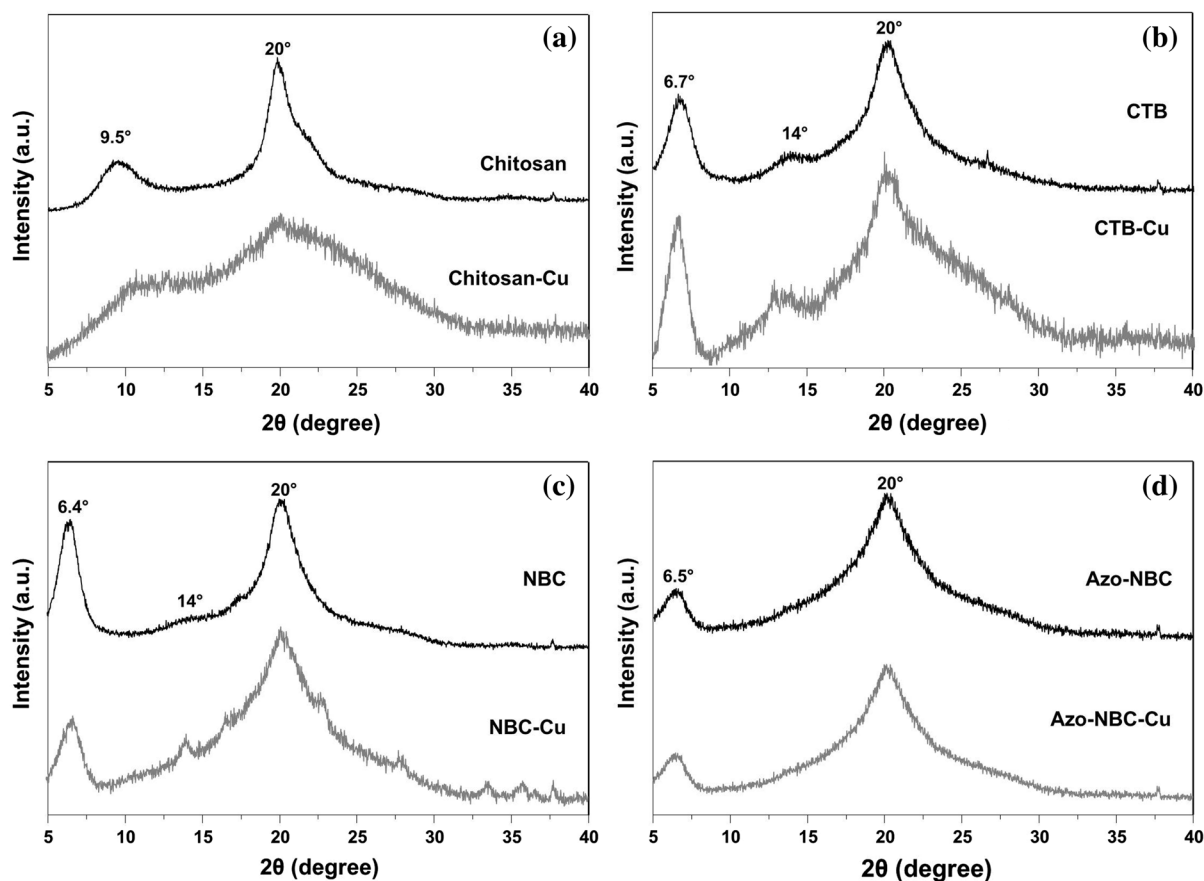 (a)
20°
9.5°
Chitosan
Chitosan-Cu
Intensity (a.u.)
5 10 15 20 25 30 35 40
2θ (degree)
(b)
20°
6.7°
14°
CTB
CTB-Cu
Intensity (a.u.)
5 10 15 20 25 30 35 40
2θ (degree)
(c)
20°
6.4°
14°
NBC
NBC-Cu
Intensity (a.u.)
5 10 15 20 25 30 35 40
2θ (degree)
(d)
20°
6.5°
Azo-NBC
Azo-NBC-Cu
Intensity (a.u.)
5 10 15 20 25 30 35 40
2θ (degree)